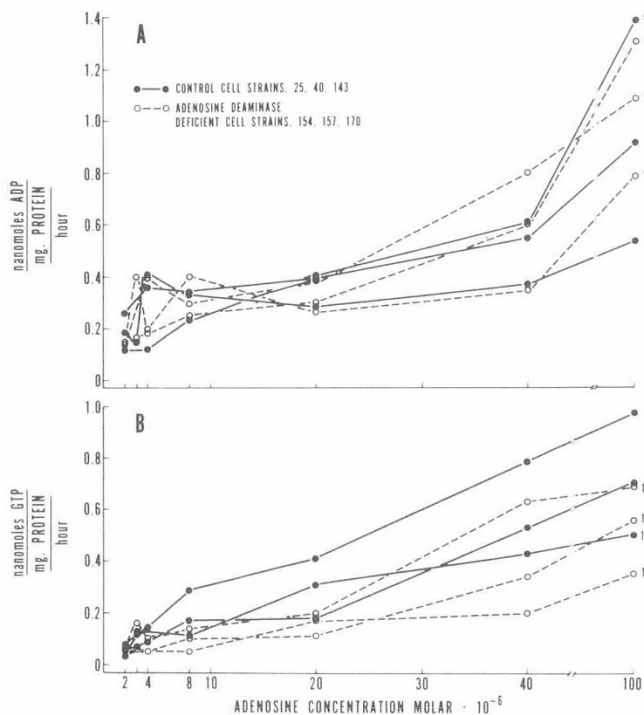 A
CONTROL CELL STRAINS. 25. 40. 143
ADENOSINE DEAMINASE
DEFICIENT CELL STRAINS. 154. 157. 170
nanomoles ADP
mg. PROTEIN
hour
1.4
1.2
1.0
0.8
0.6
0.4
0.2
0
B
nanomoles GTP
mg. PROTEIN
hour
1.0
0.8
0.6
0.4
0.2
0
2 4 8 10 20 30 40 100
ADENOSINE CONCENTRATION MOLAR · 10⁻⁶